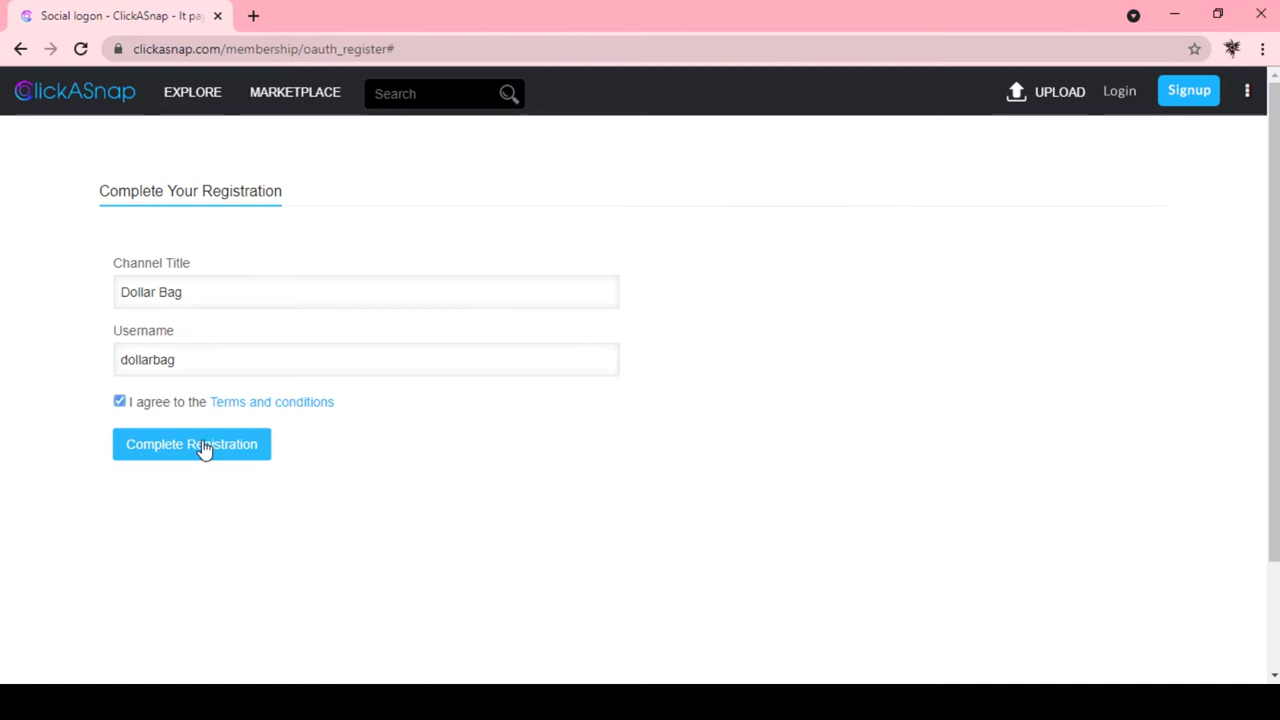 Social logon - ClickASnap - It pa
clickasnap.com/membership/oauth_register#
ClickASnap EXPLORE MARKETPLACE Search UPLOAD Login Signup
Complete Your Registration
Channel Title
Dollar Bag
Username
dollarbag
I agree to the Terms and conditions
Complete Registration